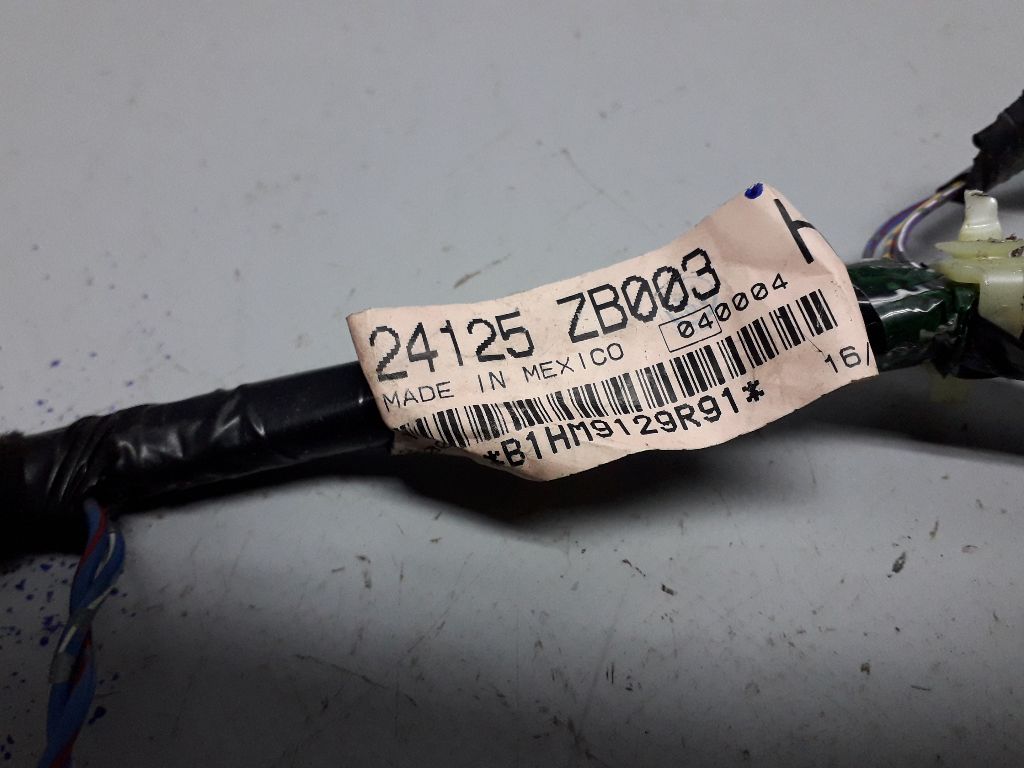 24125 ZB003
MADE IN MEXICO 040004
*B1HM9129R91*
16/